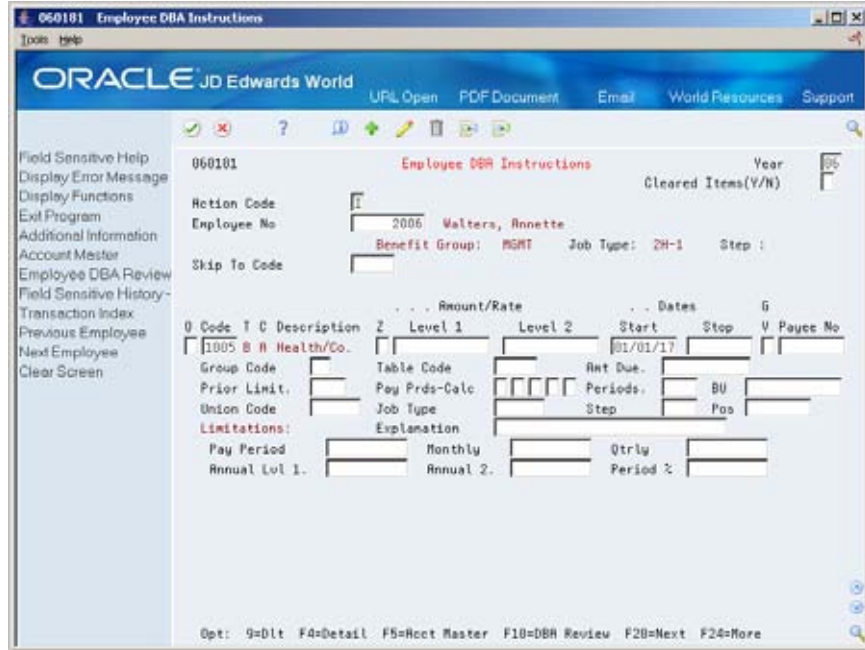 060181 Employee DBA Instructions
Tools Help
ORACLE JD Edwards World
URL Open PDF Document Email World Resources Support
Field Sensitive Help
Display Error Message
Display Functions
Exit Program
Additional Information
Account Master
Employee DBA Review
Field Sensitive History-
Transaction Index
Previous Employee
Next Employee
Clear Screen
060181 Employee DBA Instructions Year 06
Cleared Items(Y/N)
Action Code I
Employee No 2006 Walters, Annette
Benefit Group: MGMT Job Type: 2H-1 Step :
Skip To Code
. . . Amount/Rate . . Dates G
O Code T C Description Z Level 1 Level 2 Start Stop V Payee No
1005 B A Health/Co. 01/01/17
Group Code Table Code Amt Due.
Prior Limit. Pay Prds-Calc Periods. BU
Union Code Job Type Step Pos
Limitations: Explanation
Pay Period Monthly Qtrly
Annual Lvl 1. Annual 2. Period %
Opt: 9=Dlt F4=Detail F5=Acct Master F10=DBA Review F20=Next F24=More